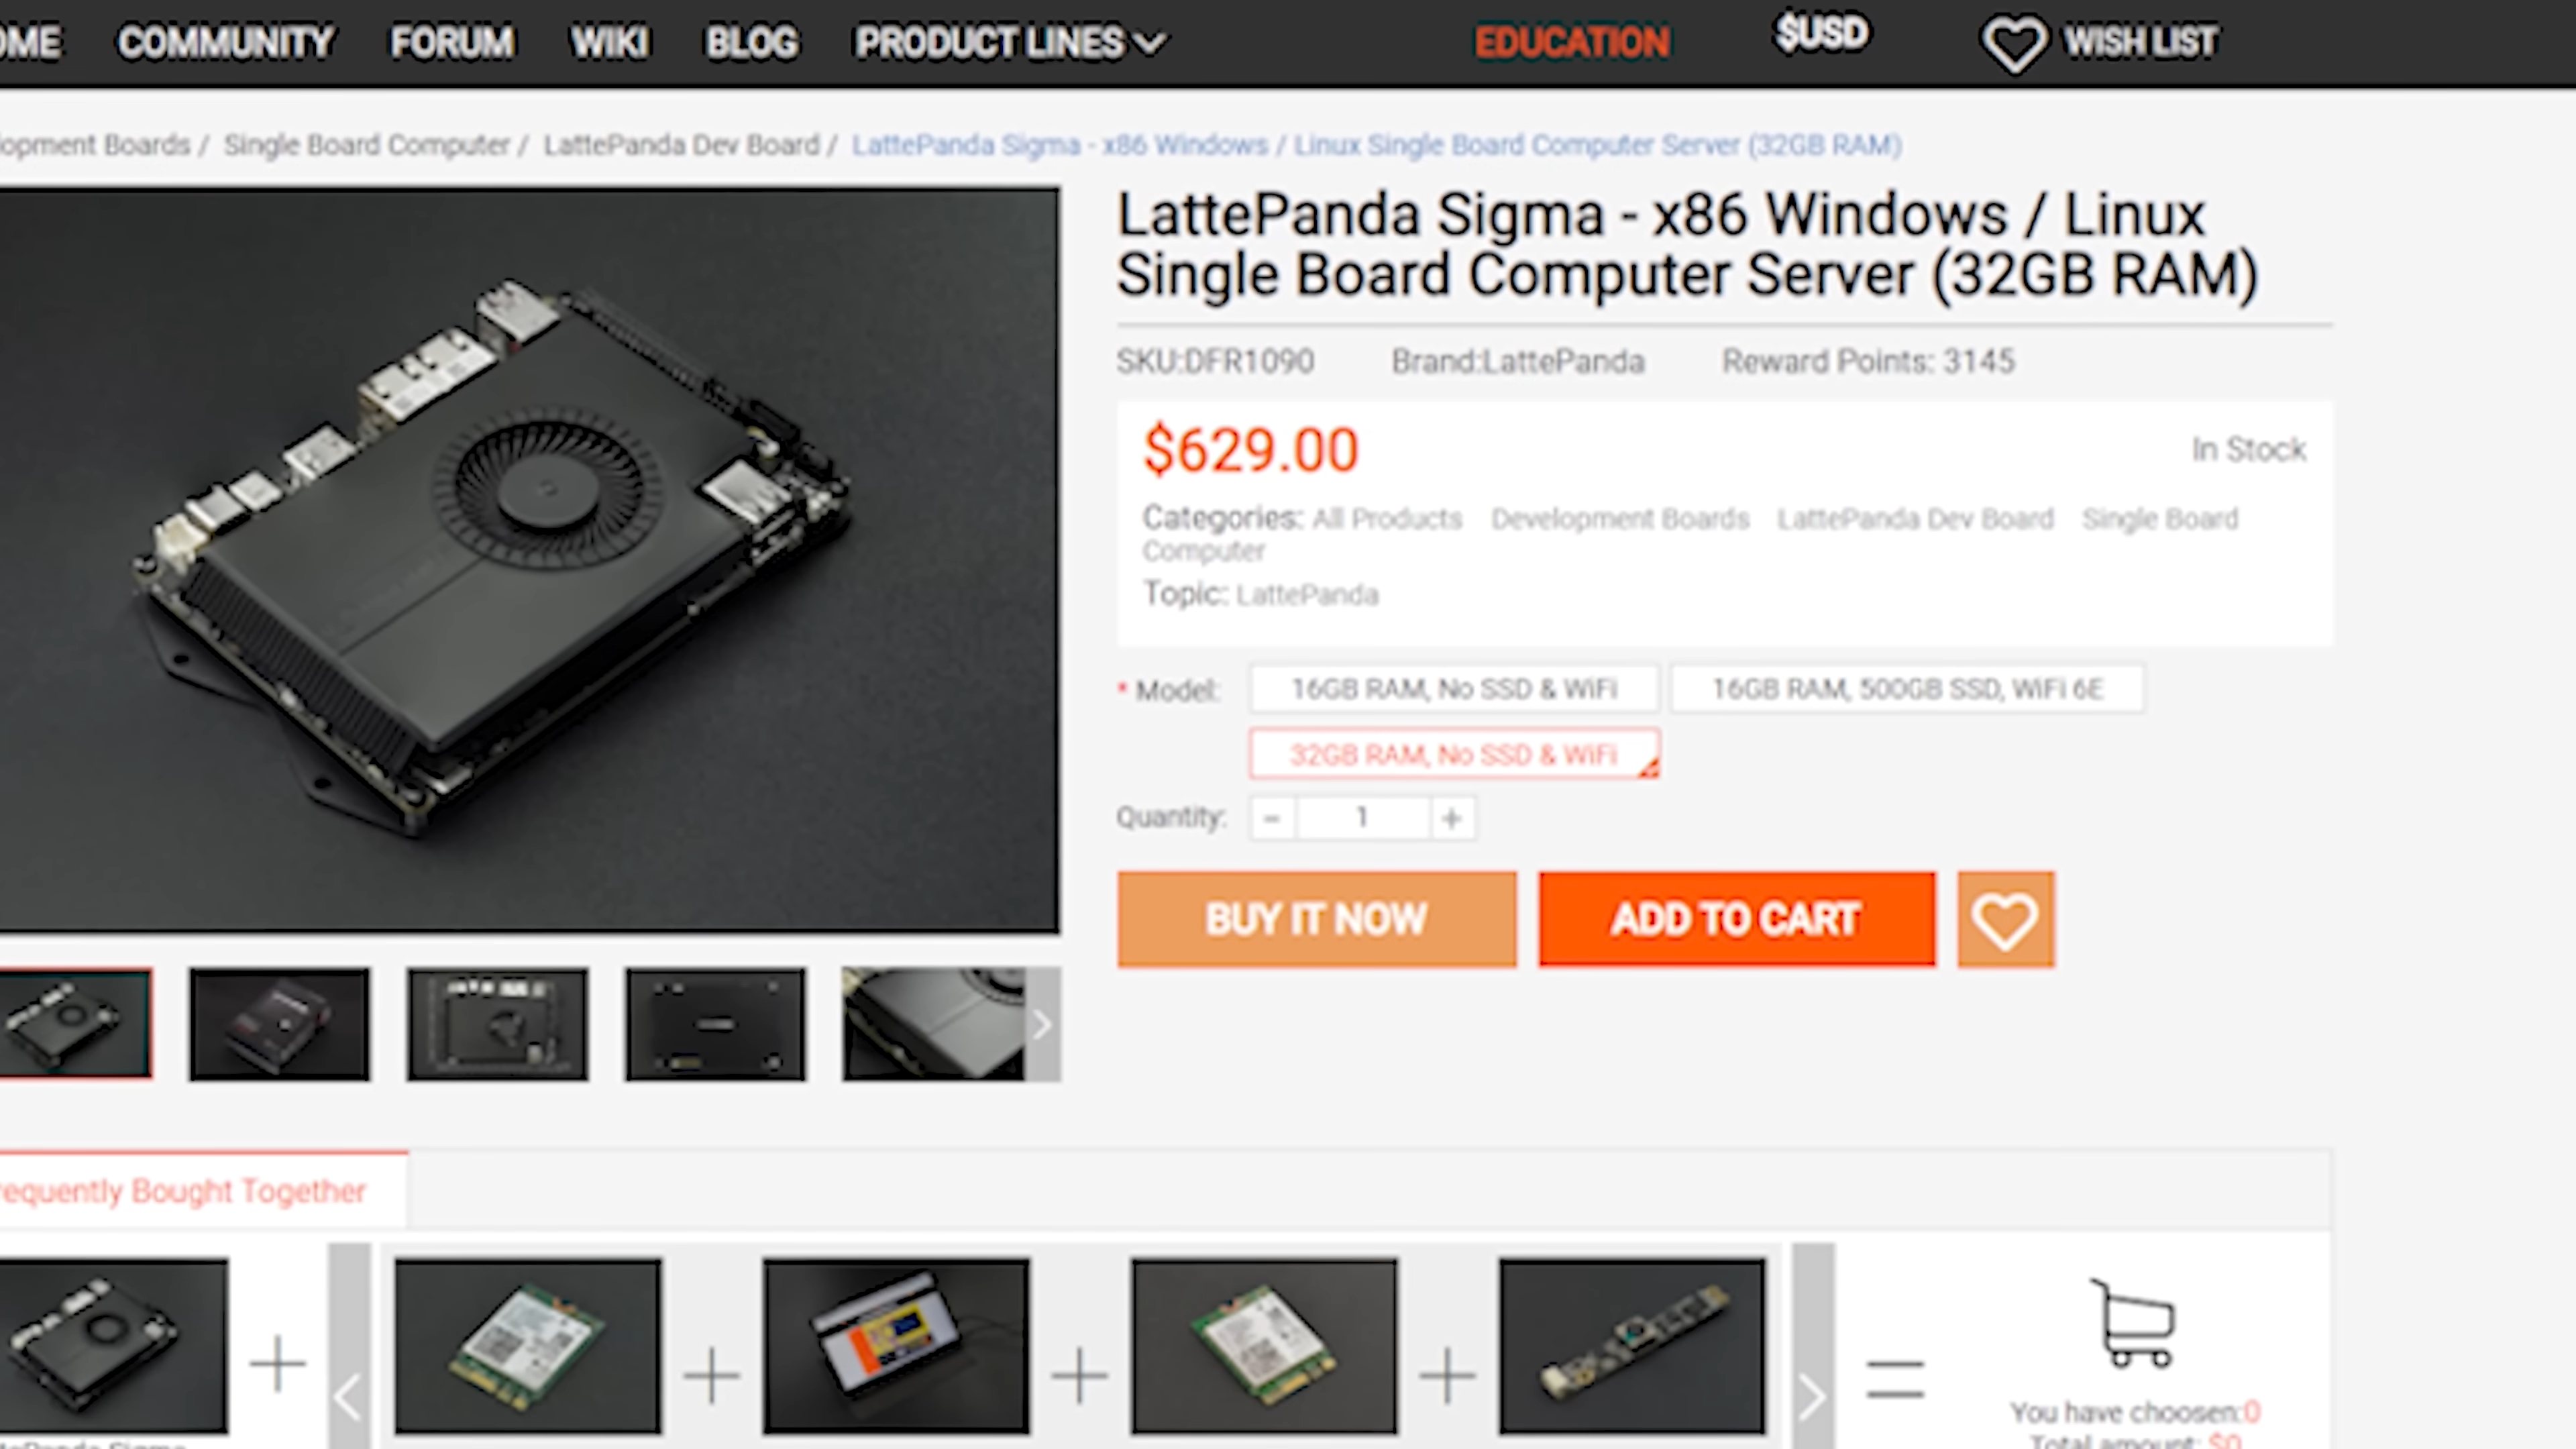 OME COMMUNITY FORUM WIKI BLOG PRODUCT LINES EDUCATION $USD WISH LIST
lopment Boards / Single Board Computer / LattePanda Dev Board / LattePanda Sigma - x86 Windows / Linux Single Board Computer Server (32GB RAM)
LattePanda Sigma - x86 Windows / Linux
Single Board Computer Server (32GB RAM)
SKU:DFR1090 Brand:LattePanda Reward Points: 3145
$629.00 In Stock
Categories: All Products Development Boards LattePanda Dev Board Single Board
Computer
Topic: LattePanda
* Model: 16GB RAM, No SSD & WiFi 16GB RAM, 500GB SSD, WiFi 6E
32GB RAM, No SSD & WiFi
Quantity: - 1 +
BUY IT NOW ADD TO CART
requently Bought Together
You have choosen:0
Total amount: $0